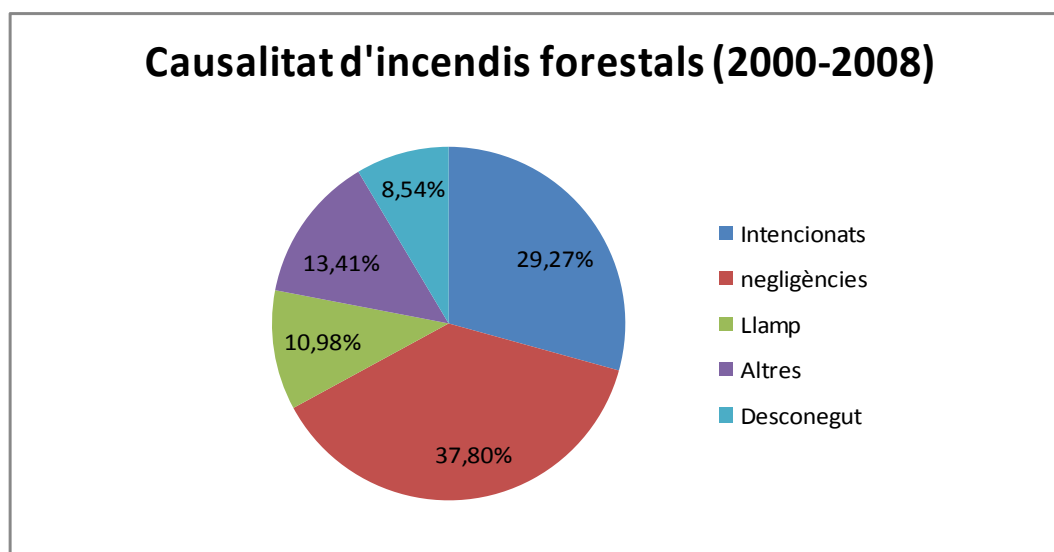 Causalitat d'incendis forestals (2000-2008)
8,54%
29,27%
13,41%
10,98%
37,80%
Intencionats
negligències
Llamp
Altres
Desconegut